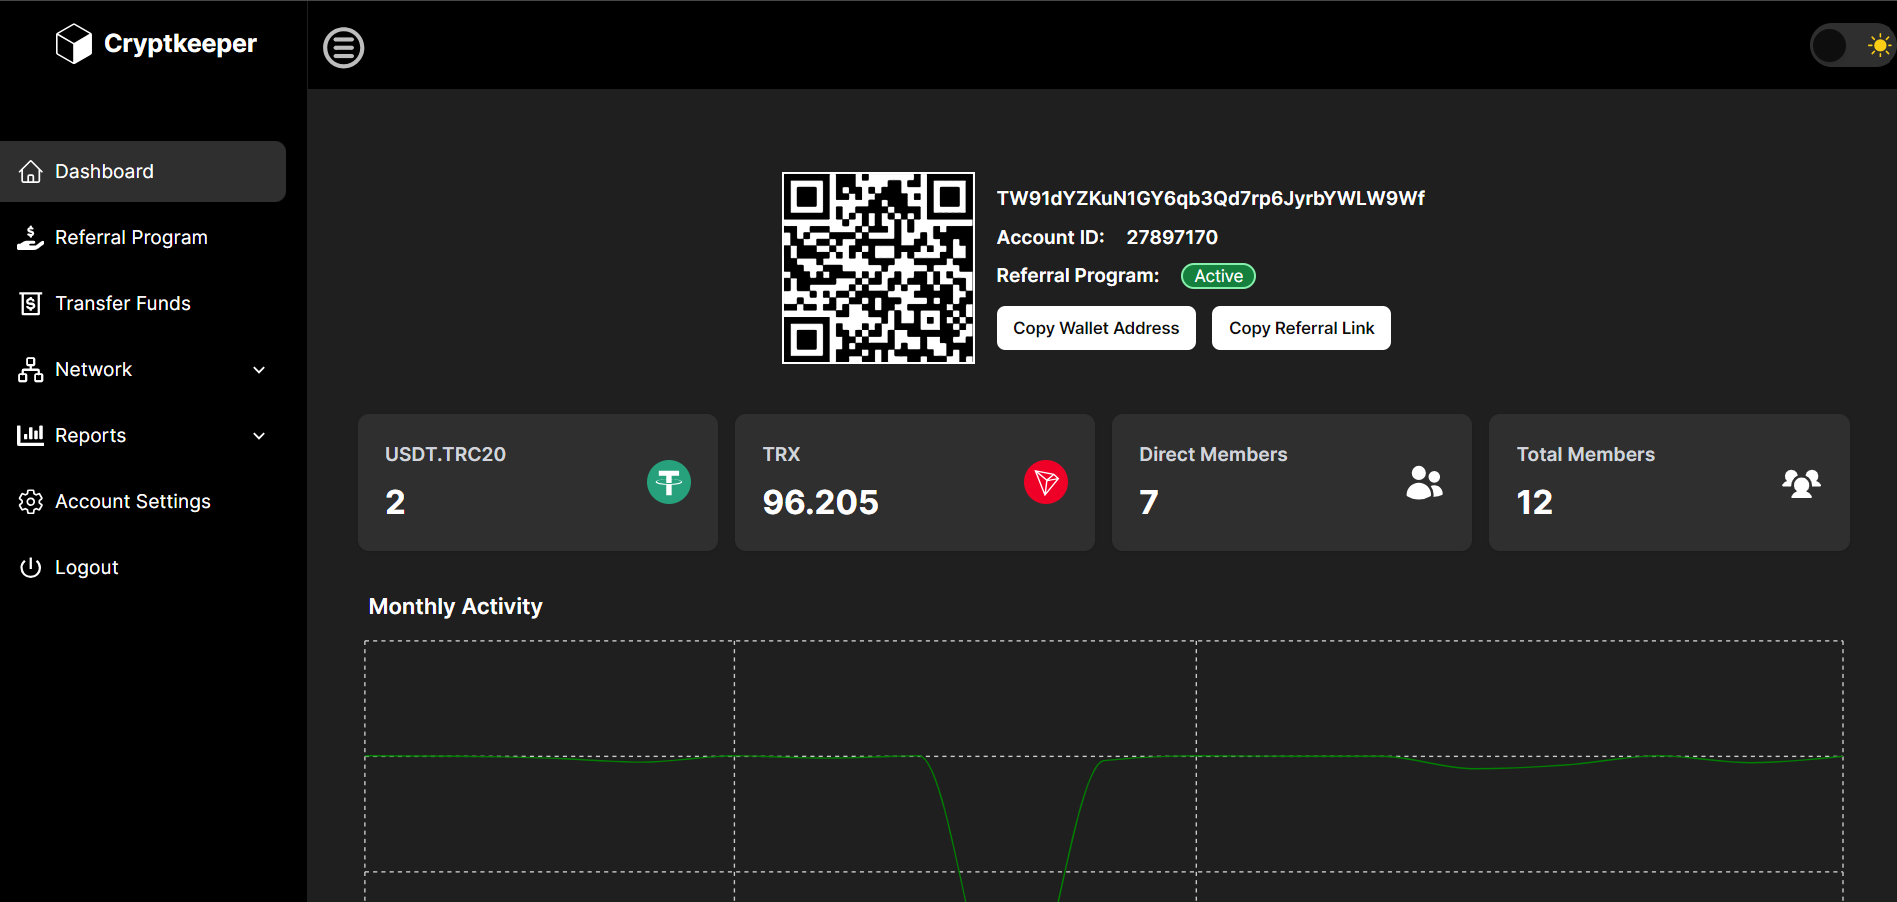 Cryptkeeper
Dashboard
Referral Program
Transfer Funds
Network
Reports
Account Settings
Logout
TW91dYZKuN1GY6qb3Qd7rp6JyrbYWLW9Wf
Account ID: 27897170
Referral Program: Active
Copy Wallet Address Copy Referral Link
USDT.TRC20
2
TRX
96.205
Direct Members
7
Total Members
12
Monthly Activity